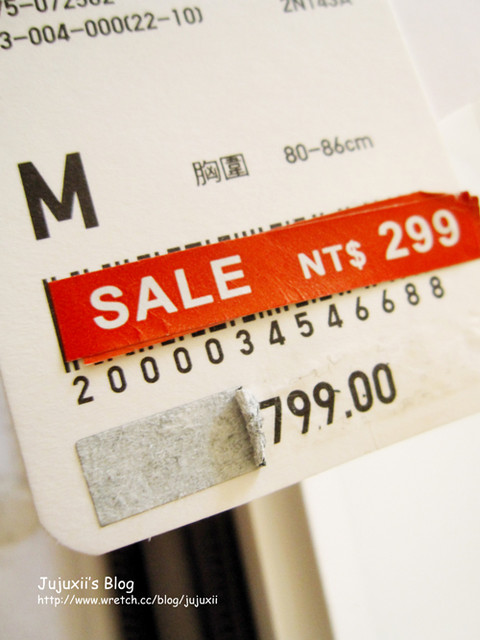 3-004-000(22-10)
M
胸圍 80-86cm
SALE NT$ 299
2000034546688
799.00
Jujuxii's Blog
http://www.wretch.cc/blog/jujuxii